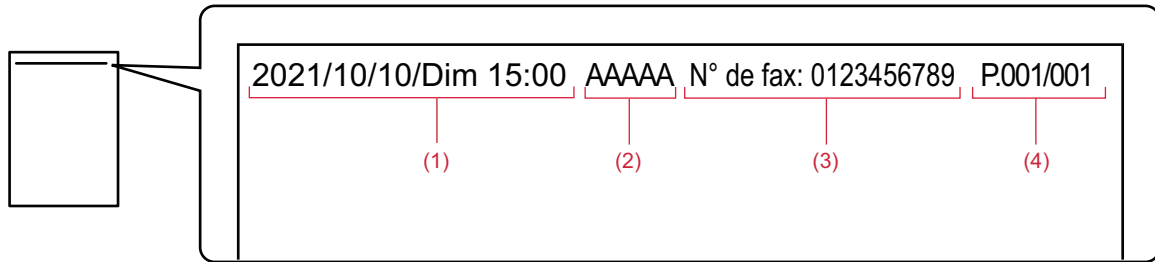 2021/10/10/Dim 15:00 AAAAA N° de fax: 0123456789 P.001/001
(1) (2) (3) (4)